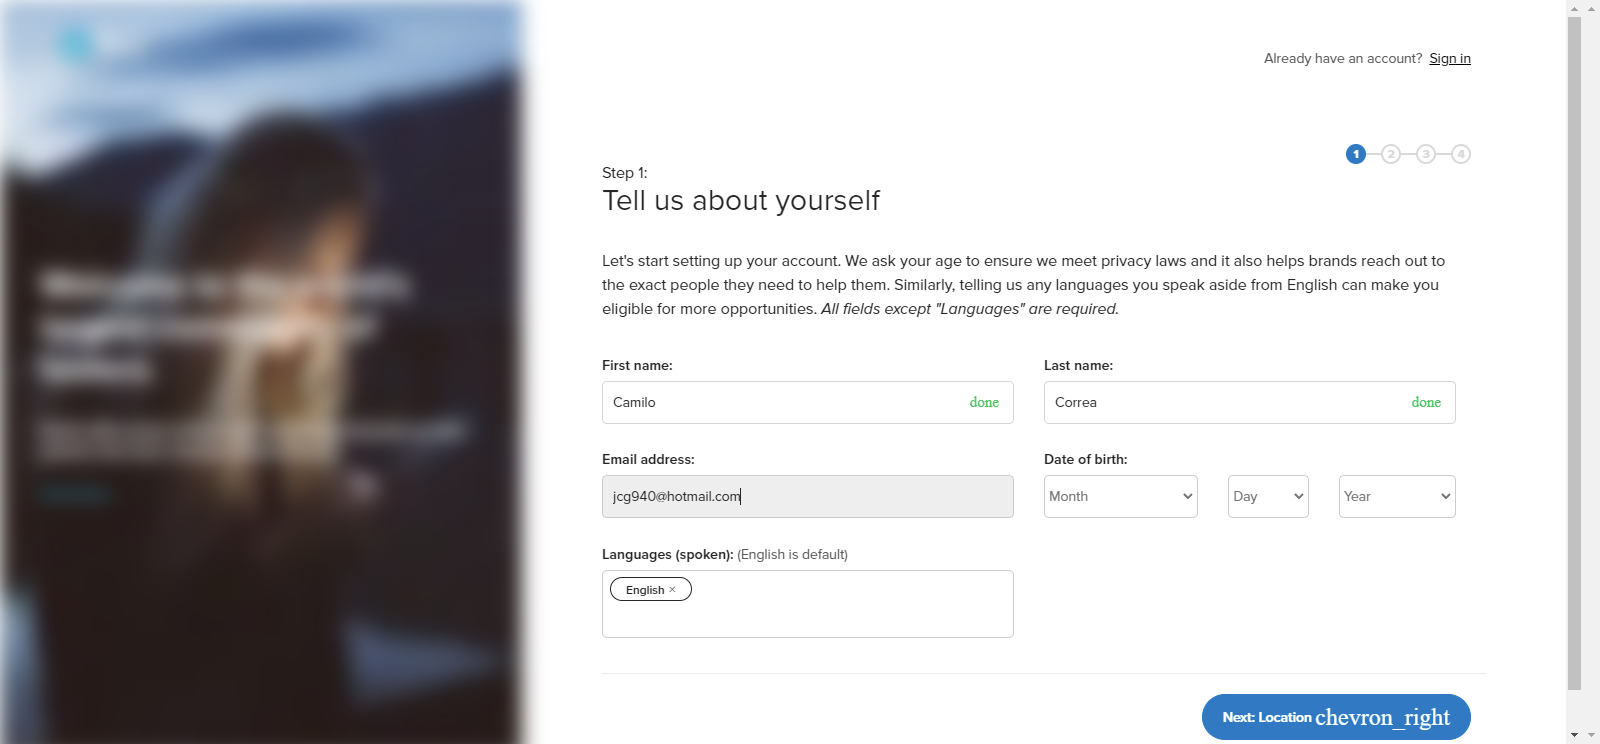 Already have an account? Sign in
1 2 3 4
Step 1:
Tell us about yourself
Let's start setting up your account. We ask your age to ensure we meet privacy laws and it also helps brands reach out to
the exact people they need to help them. Similarly, telling us any languages you speak aside from English can make you
eligible for more opportunities. All fields except "Languages" are required.
First name: Last name:
Camilo done Correa done
Email address: Date of birth:
jcg940@hotmail.com Month Day Year
Languages (spoken): (English is default)
English ×
Next: Location chevron_right